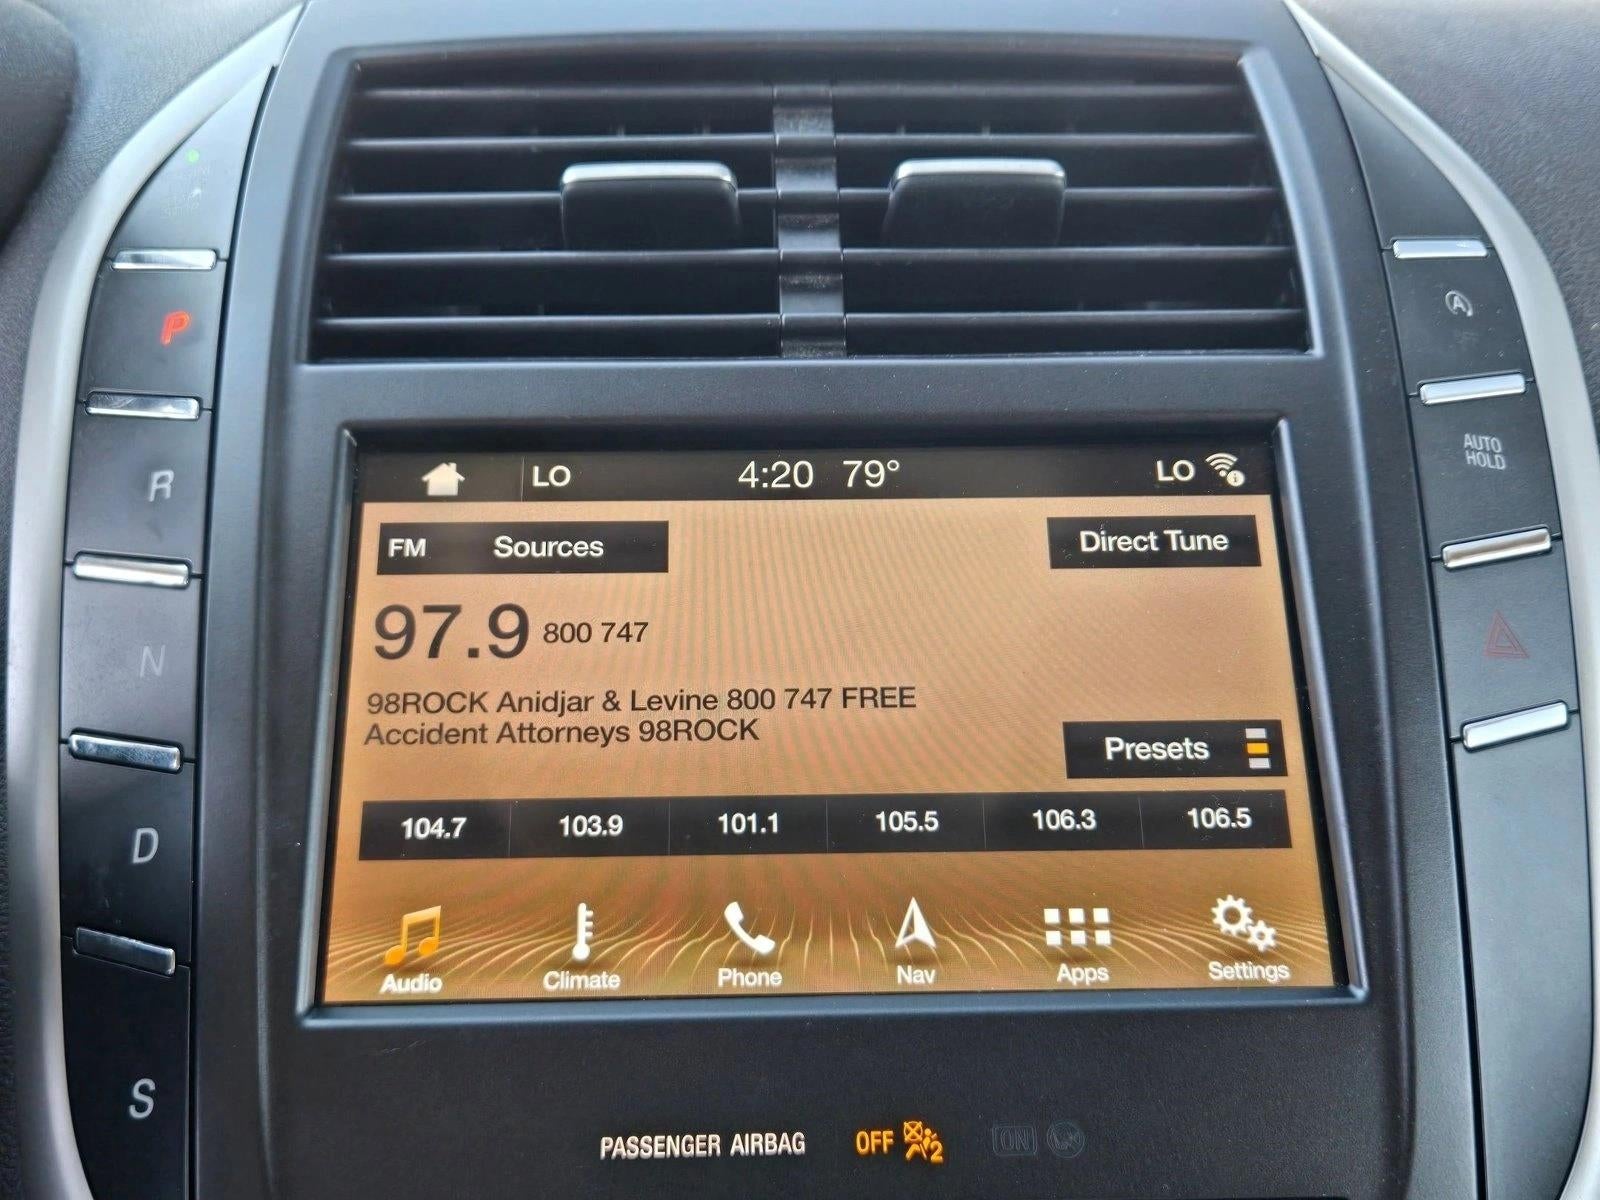 P
R
N
D
S
A
AUTO
HOLD
LO 4:20 79° LO
FM Sources Direct Tune
97.9 800 747
98ROCK Anidjar & Levine 800 747 FREE
Accident Attorneys 98ROCK
Presets
104.7 103.9 101.1 105.5 106.3 106.5
Audio Climate Phone Nav Apps Settings
PASSENGER AIRBAG OFF 2 ON